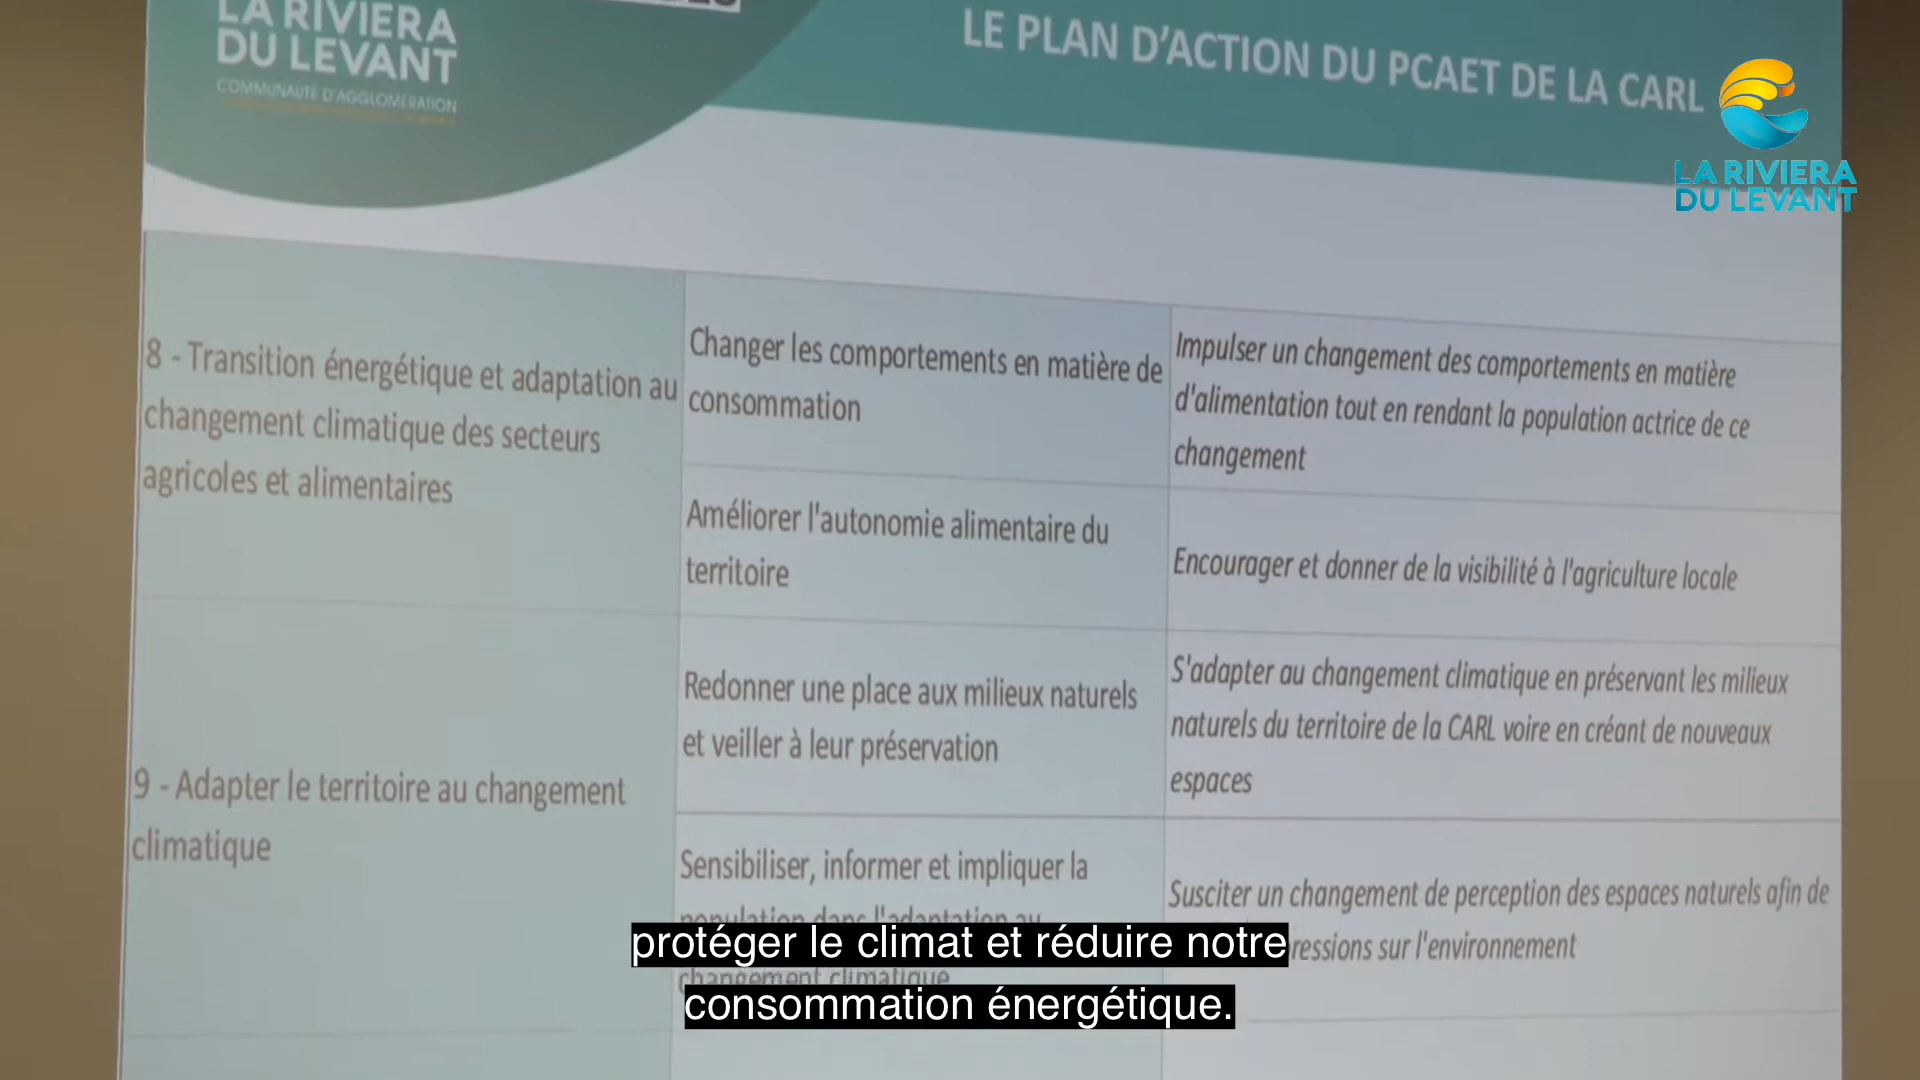 LA RIVIERA
DU LEVANT
COMMUNAUTÉ D'AGGLOMÉRATION
LE PLAN D'ACTION DU PCAET DE LA CARL
LA RIVIERA
DU LEVANT
8 - Transition énergétique et adaptation au
changement climatique des secteurs
agricoles et alimentaires
Changer les comportements en matière de
consommation
Impulser un changement des comportements en matière
d'alimentation tout en rendant la population actrice de ce
changement
Améliorer l'autonomie alimentaire du
territoire
Encourager et donner de la visibilité à l'agriculture locale
9 - Adapter le territoire au changement
climatique
Redonner une place aux milieux naturels
et veiller à leur préservation
S'adapter au changement climatique en préservant les milieux
naturels du territoire de la CARL voire en créant de nouveaux
espaces
Sensibiliser, informer et impliquer la
population dans l'adaptation au
changement climatique
Susciter un changement de perception des espaces naturels afin de
sur l'environnement
protéger le climat et réduire notre
consommation énergétique.